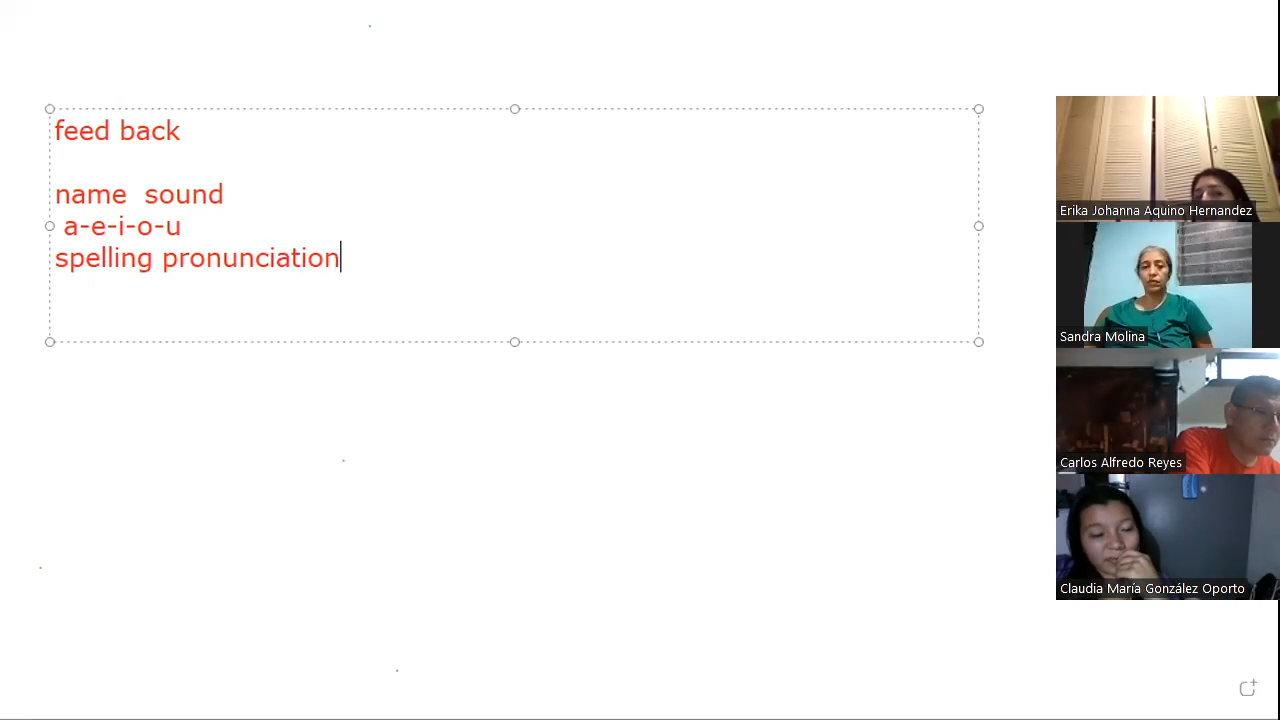 feed back
name sound
a-e-i-o-u
spelling pronunciation
Erika Johanna Aquino Hernandez
Sandra Molina
Carlos Alfredo Reyes
Claudia María González Oporto